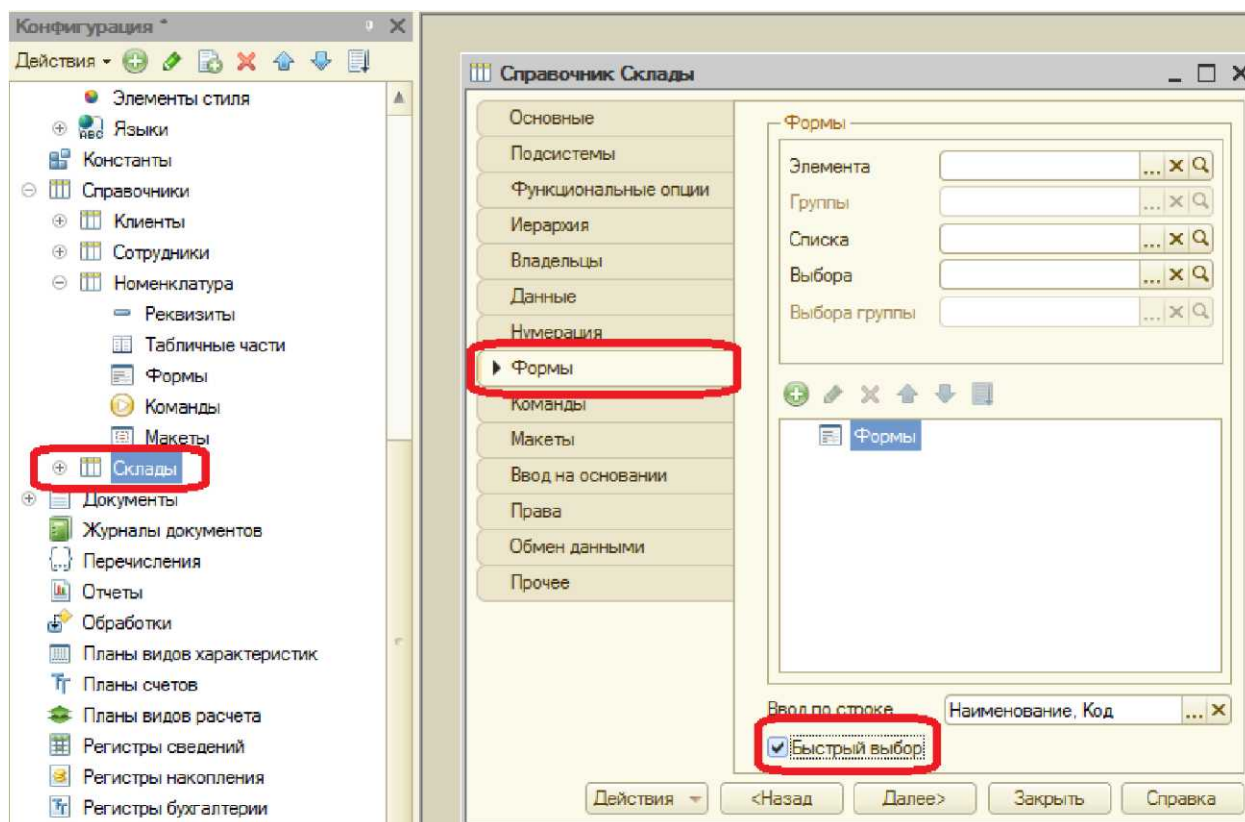 Конфигурация *
Действия
Элементы стиля
Языки
Константы
Справочники
Клиенты
Сотрудники
Номенклатура
Реквизиты
Табличные части
Формы
Команды
Макеты
Склады
Документы
Журналы документов
Перечисления
Отчеты
Обработки
Планы видов характеристик
Планы счетов
Планы видов расчета
Регистры сведений
Регистры накопления
Регистры бухгалтерии
Справочник Склады
Основные
Подсистемы
Функциональные опции
Иерархия
Владельцы
Данные
Нумерация
Формы
Команды
Макеты
Ввод на основании
Права
Обмен данными
Прочее
Формы
Элемента
Группы
Списка
Выбора
Выбора группы
Формы
Ввод по строке Наименование, Код
Быстрый выбор
Действия <Назад Далее> Закрыть Справка